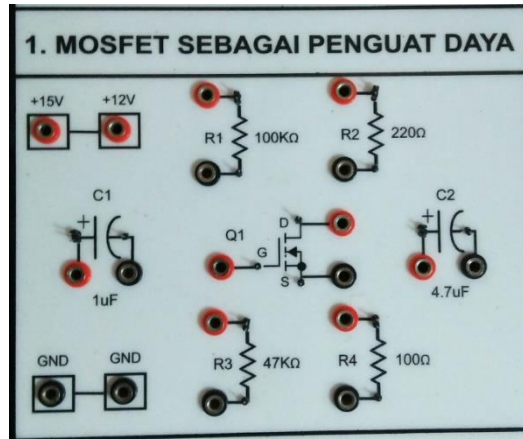 1. MOSFET SEBAGAI PENGUAT DAYA
+15V +12V
R1 100KΩ
R2 220Ω
C1
+
1uF
Q1
D
G
S
C2
+
4.7uF
GND GND
R3 47KΩ
R4 100Ω